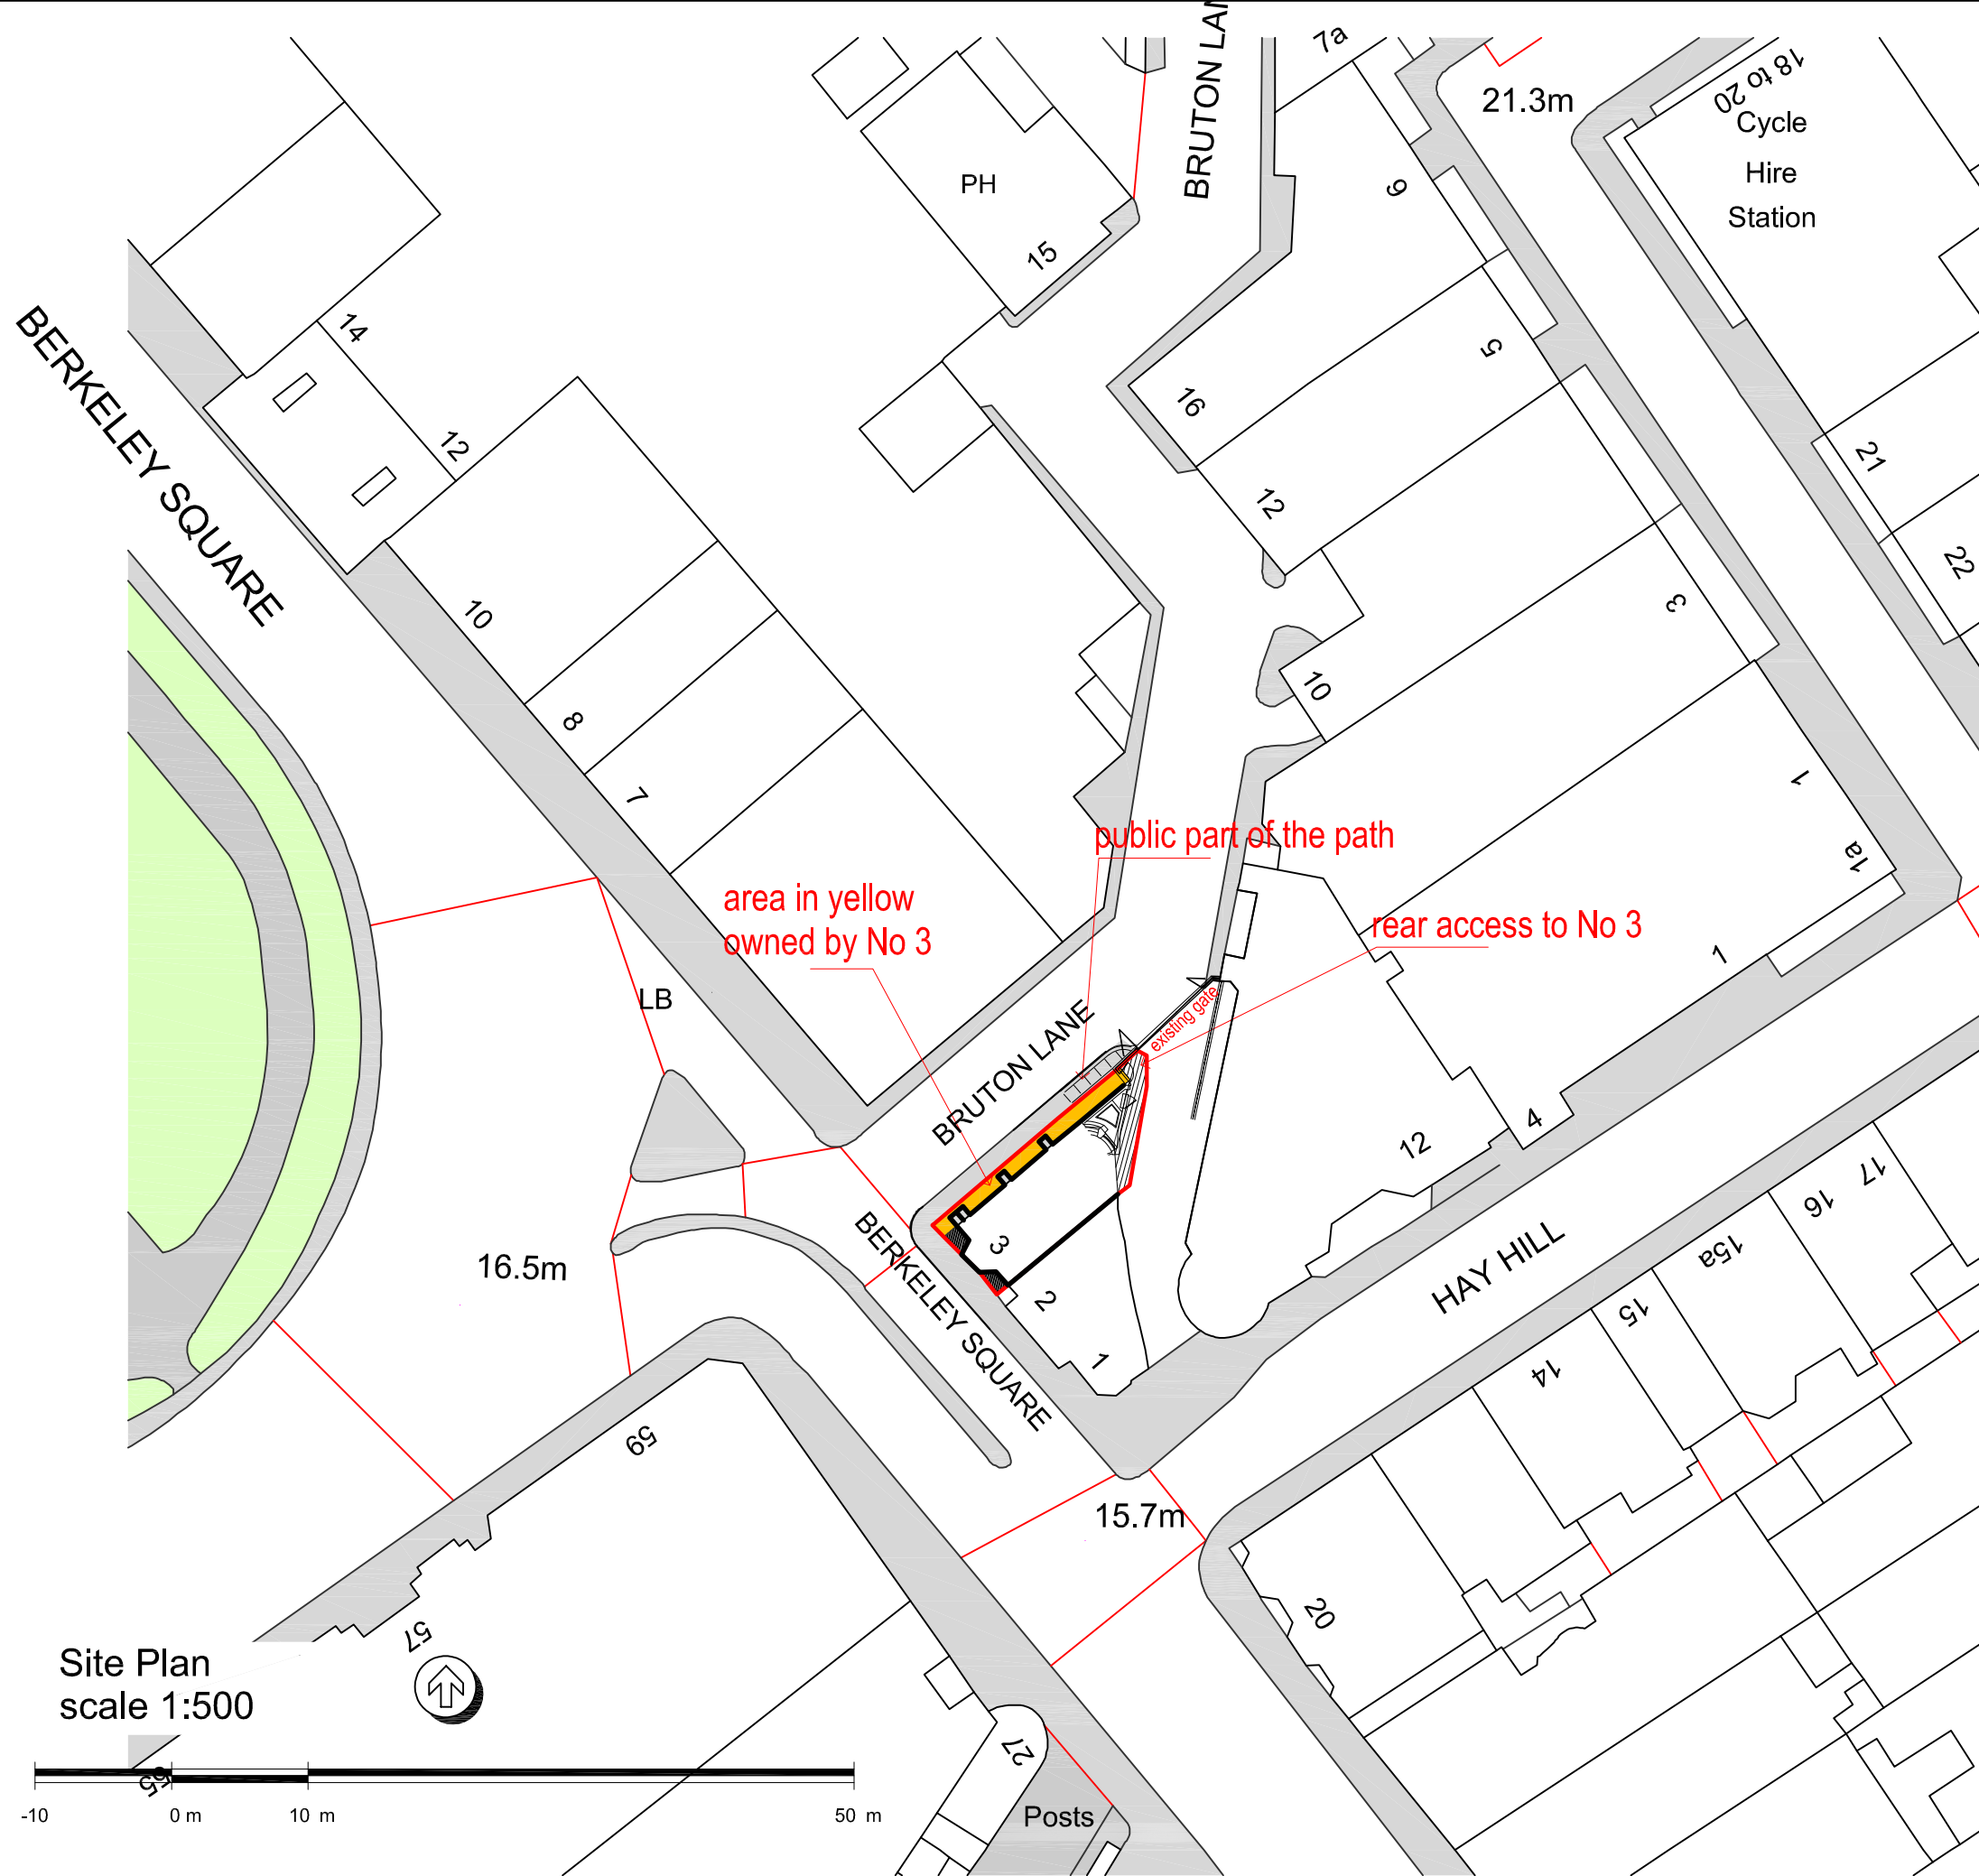 BRUTON LAN
7a
21.3m
18 to 20
Cycle
Hire
Station
PH
9
15
14
BERKELEY SQUARE
5
16
12
21
12
22
10
3
10
8
7
1
public part of the path
1a
area in yellow
owned by No 3
rear access to No 3
1
LB
existing gate
BRUTON LANE
4
12
17
16
3
15a
16.5m
BERKELEY SQUARE
HAY HILL
2
15
1
14
59
15.7m
20
57
Site Plan
scale 1:500
27
55
-10
0 m
10 m
50 m
Posts